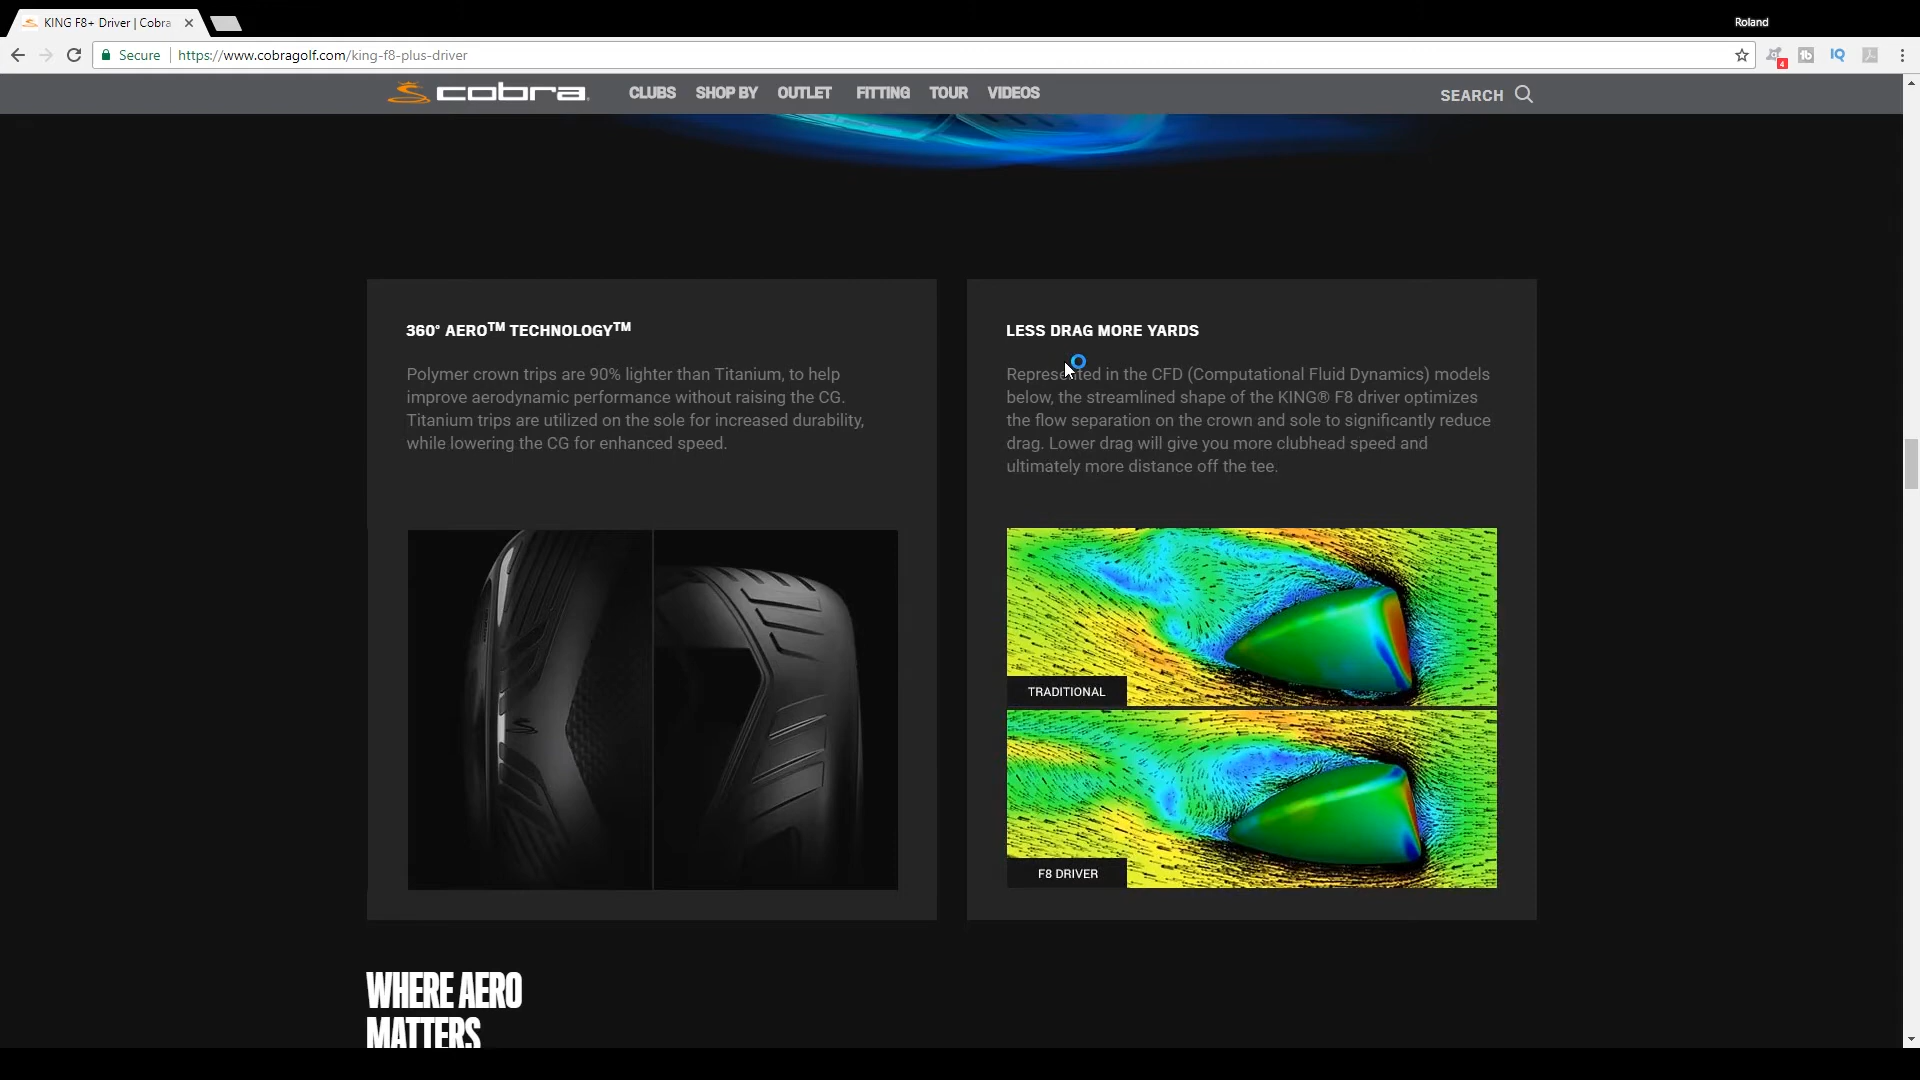 KING F8+ Driver | Cobra
Roland
Secure
https://www.cobragolf.com/king-f8-plus-driver
4
tb
IQ
cobra
CLUBS
SHOP BY
OUTLET
FITTING
TOUR
VIDEOS
SEARCH
360° AERO™ TECHNOLOGY™
Polymer crown trips are 90% lighter than Titanium, to help
improve aerodynamic performance without raising the CG.
Titanium trips are utilized on the sole for increased durability,
while lowering the CG for enhanced speed.
LESS DRAG MORE YARDS
Represented in the CFD (Computational Fluid Dynamics) models
below, the streamlined shape of the KING® F8 driver optimizes
the flow separation on the crown and sole to significantly reduce
drag. Lower drag will give you more clubhead speed and
ultimately more distance off the tee.
TRADITIONAL
F8 DRIVER
WHERE AERO
MATTERS